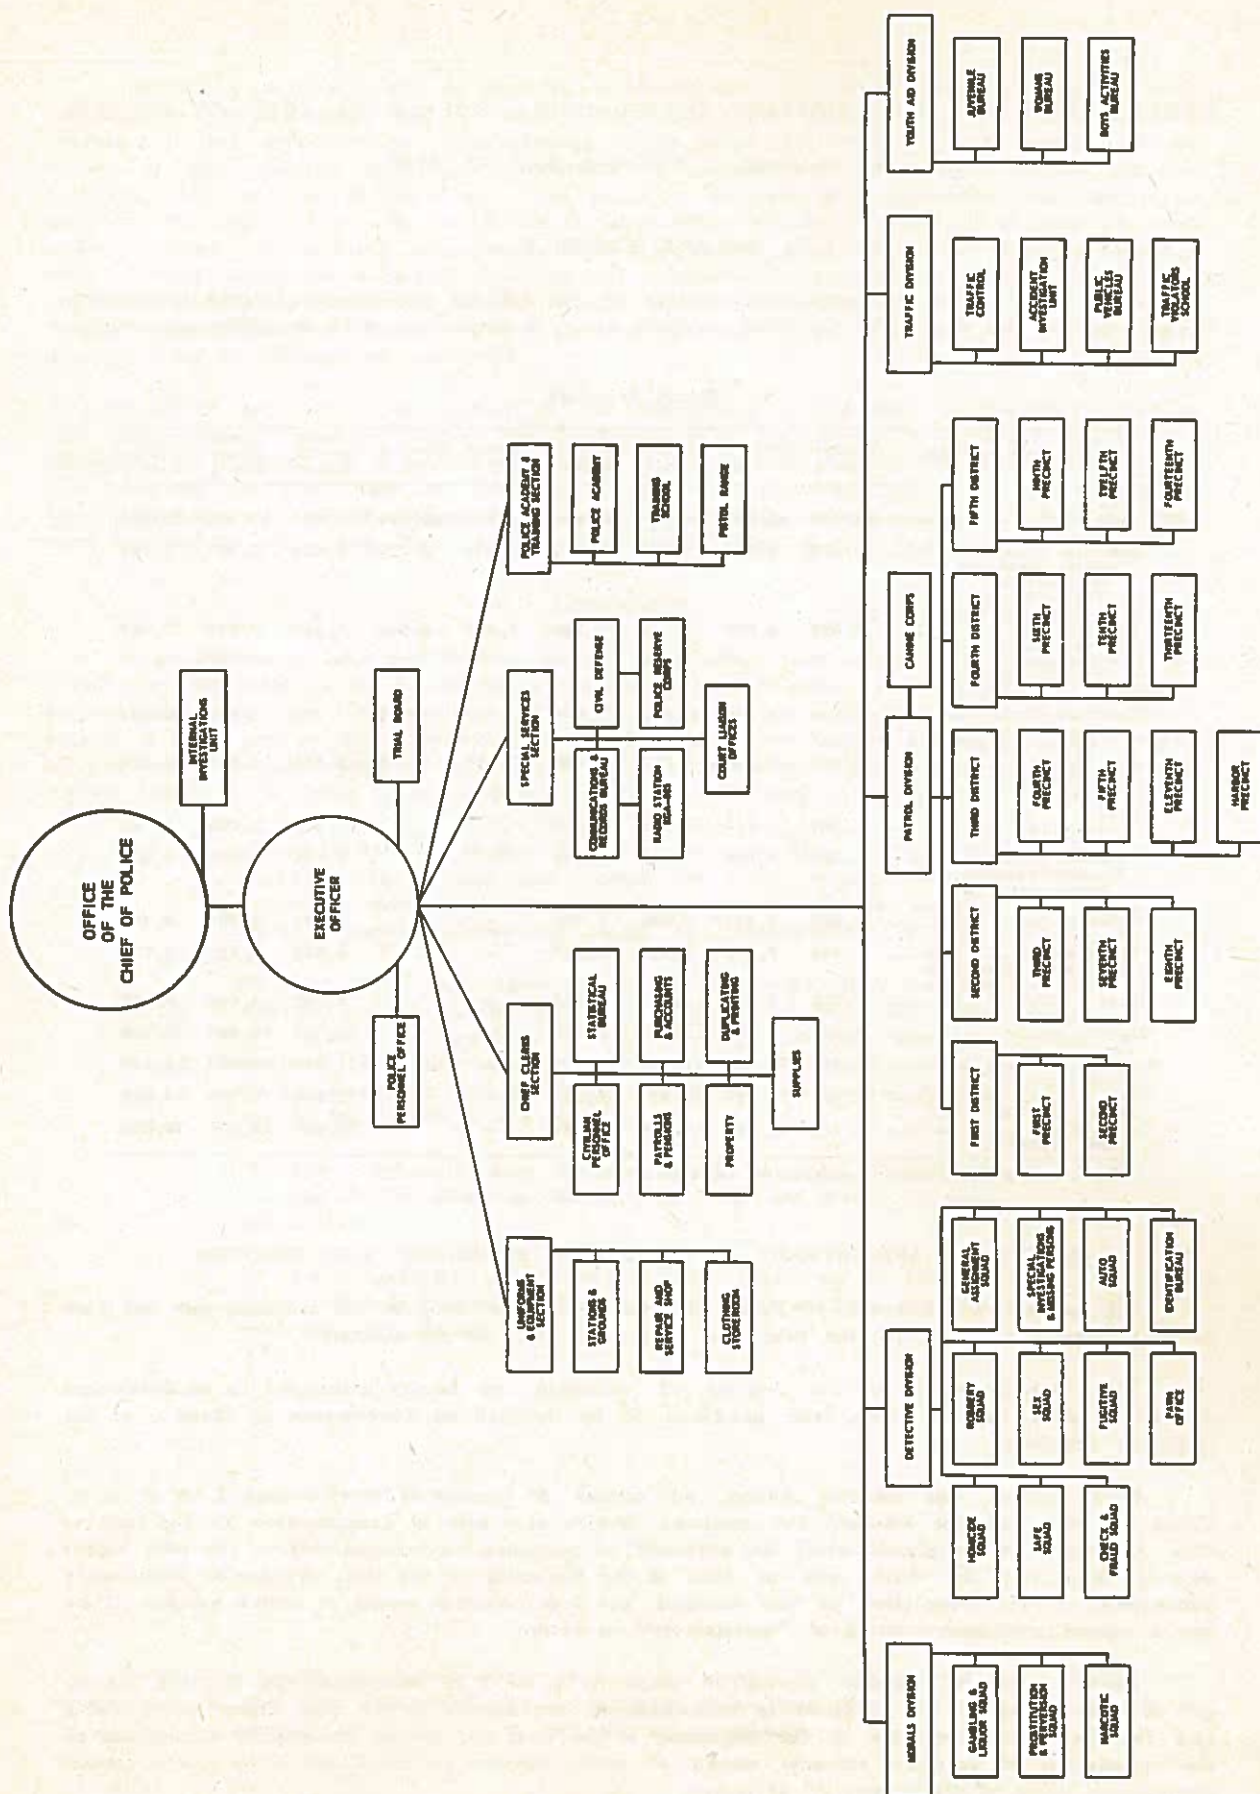 OFFICE
OF THE
CHIEF OF POLICE
INTERNAL
INVESTIGATIONS
UNIT
EXECUTIVE
OFFICER
POLICE
PERSONNEL OFFICE
TRIAL BOARD
UNIFORMS
& EQUIPMENT
SECTION
STATIONS &
GROUNDS
REPAIR AND
SERVICE SHOP
CLOTHING
STOREROOM
CHIEF CLERKS
SECTION
CIVILIAN
PERSONNEL
OFFICE
STATISTICAL
BUREAU
PAYROLLS
& PENSIONS
PURCHASING
& ACCOUNTS
PROPERTY
DUPLICATING
& PRINTING
SUPPLIES
SPECIAL SERVICES
SECTION
COMMUNICATIONS &
RECORDS BUREAU
CIVIL DEFENSE
RADIO STATION
POLICE RESERVE
CORPS
COURT LIAISON
OFFICES
POLICE ACADEMY &
TRAINING SECTION
POLICE ACADEMY
TRAINING
SCHOOL
PISTOL RANGE
MORALS DIVISION
GAMBLING &
LIQUOR SQUAD
PROSTITUTION
& PERVERSION
SQUAD
NARCOTIC
SQUAD
DETECTIVE DIVISION
HOMICIDE
SQUAD
SAFE
SQUAD
CHECK &
FRAUD SQUAD
ROBBERY
SQUAD
SEX
SQUAD
FUGITIVE
SQUAD
PAWN
OFFICE
GENERAL
ASSIGNMENT
SQUAD
SPECIAL
INVESTIGATIONS
& MISSING PERSONS
AUTO
SQUAD
IDENTIFICATION
BUREAU
PATROL DIVISION
CANINE CORPS
FIRST DISTRICT
FIRST
PRECINCT
SECOND
PRECINCT
SECOND DISTRICT
THIRD
PRECINCT
SEVENTH
PRECINCT
EIGHTH
PRECINCT
THIRD DISTRICT
FOURTH
PRECINCT
FIFTH
PRECINCT
ELEVENTH
PRECINCT
HARBOR
PRECINCT
FOURTH DISTRICT
SIXTH
PRECINCT
TENTH
PRECINCT
THIRTEENTH
PRECINCT
FIFTH DISTRICT
NINTH
PRECINCT
TWELFTH
PRECINCT
FOURTEENTH
PRECINCT
TRAFFIC DIVISION
TRAFFIC
CONTROL
ACCIDENT
INVESTIGATION
UNIT
PUBLIC
VEHICLES
BUREAU
TRAFFIC
VIOLATORS
SCHOOL
YOUTH AID DIVISION
JUVENILE
BUREAU
WOMANS
BUREAU
BOYS ACTIVITIES
BUREAU